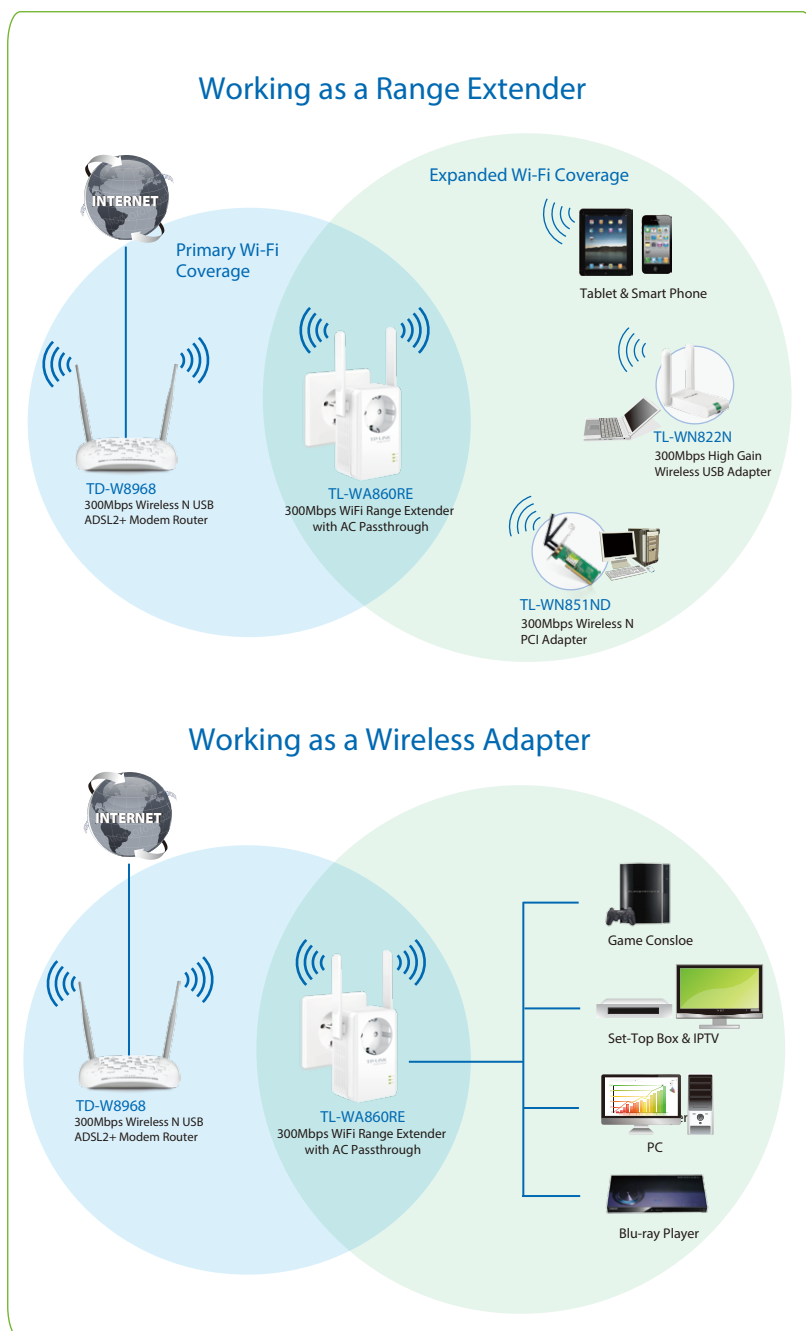 Working as a Range Extender
INTERNET
Primary Wi-Fi
Coverage
Expanded Wi-Fi Coverage
Tablet & Smart Phone
TL-WN822N
300Mbps High Gain
Wireless USB Adapter
TD-W8968
300Mbps Wireless N USB
ADSL2+ Modem Router
TP-LINK
TL-WA860RE
300Mbps WiFi Range Extender
with AC Passthrough
TL-WN851ND
300Mbps Wireless N
PCI Adapter
Working as a Wireless Adapter
INTERNET
Game Consloe
Set-Top Box & IPTV
TP-LINK
TD-W8968
300Mbps Wireless N USB
ADSL2+ Modem Router
TL-WA860RE
300Mbps WiFi Range Extender
with AC Passthrough
PC
Blu-ray Player